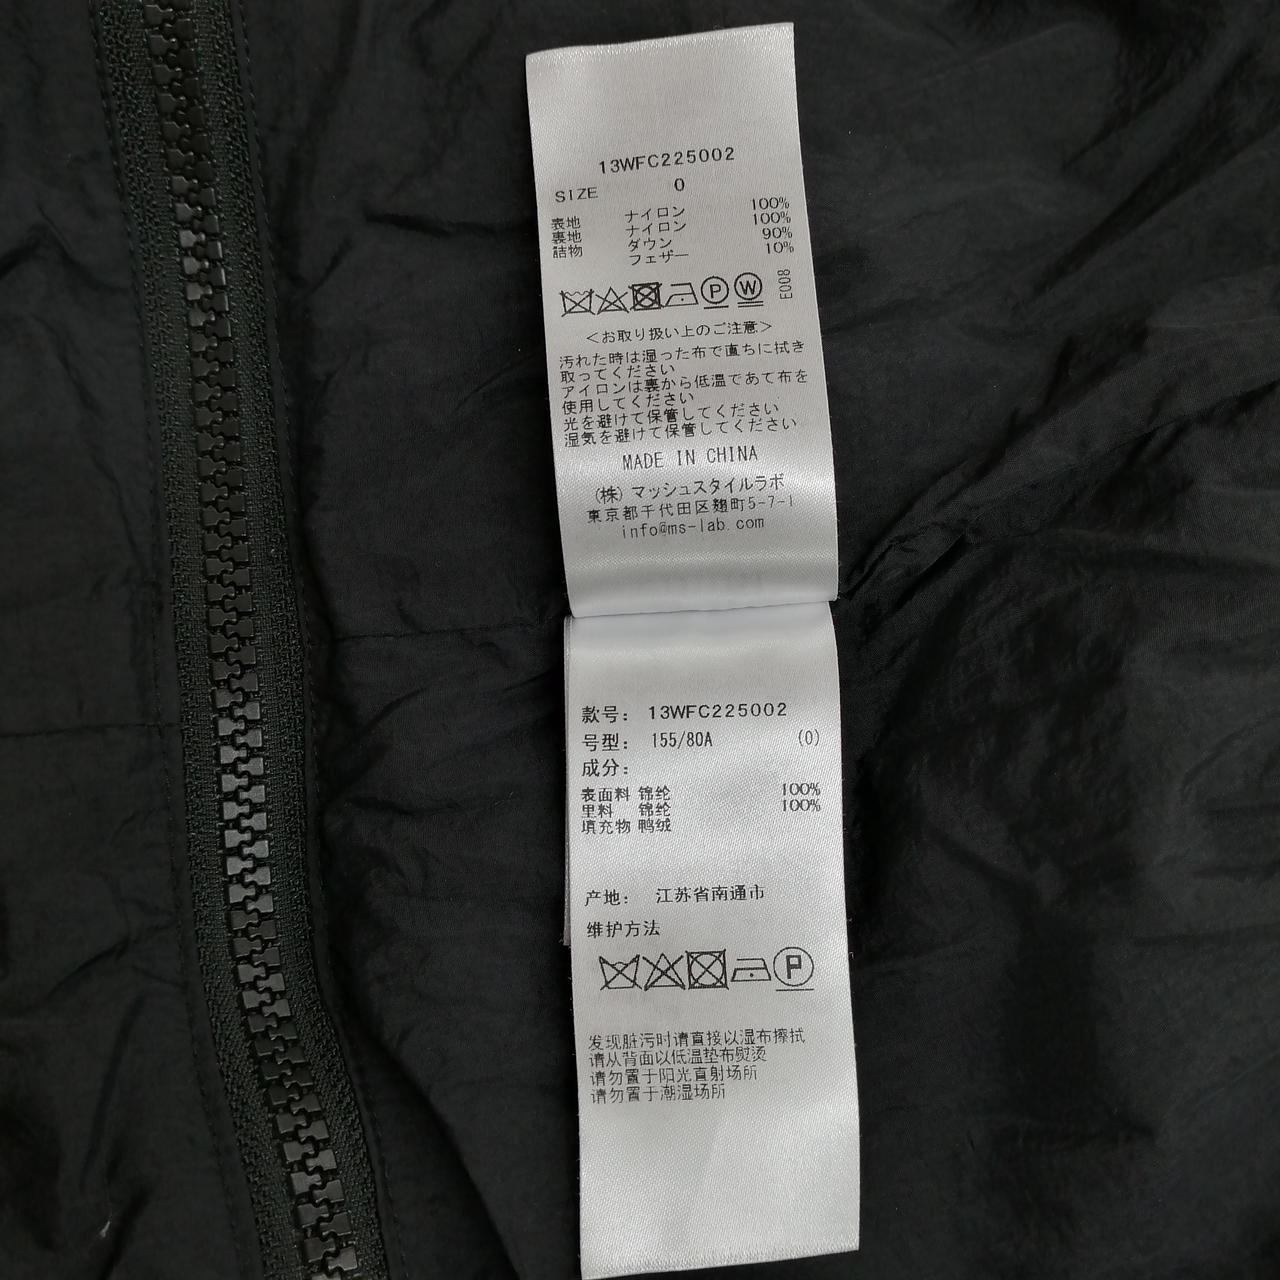 13WFC225002
SIZE 0
表地 ナイロン 100%
裏地 ナイロン 100%
詰物 ダウン 90%
フェザー 10%
P W E008
＜お取り扱い上のご注意＞
汚れた時は湿った布で直ちに拭き
取ってください
アイロンは裏から低温であて布を
使用してください
光を避けて保管してください
湿気を避けて保管してください
MADE IN CHINA
(株)マッシュスタイルラボ
東京都千代田区麹町5-7-1
info@ms-lab.com
款号： 13WFC225002
号型： 155/80A (0)
成分：
表面料 锦纶 100%
里料 锦纶 100%
填充物 鸭绒
产地： 江苏省南通市
维护方法
P
发现脏污时请直接以湿布擦拭
请从背面以低温垫布熨烫
请勿置于阳光直射场所
请勿置于潮湿场所